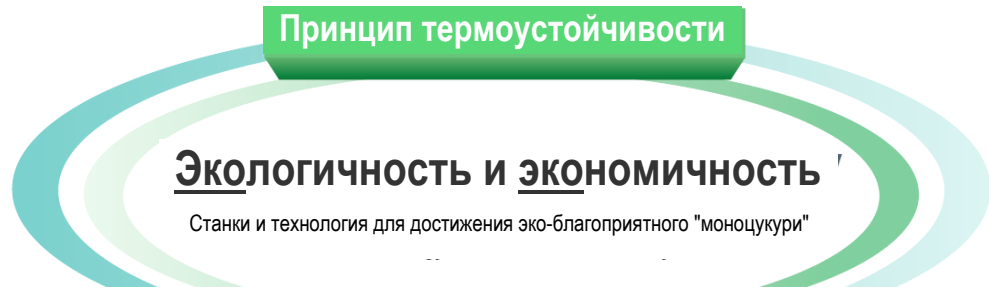 Принцип термоустойчивости
Экологичность и экономичность
Станки и технология для достижения эко-благоприятного "моноцукури"